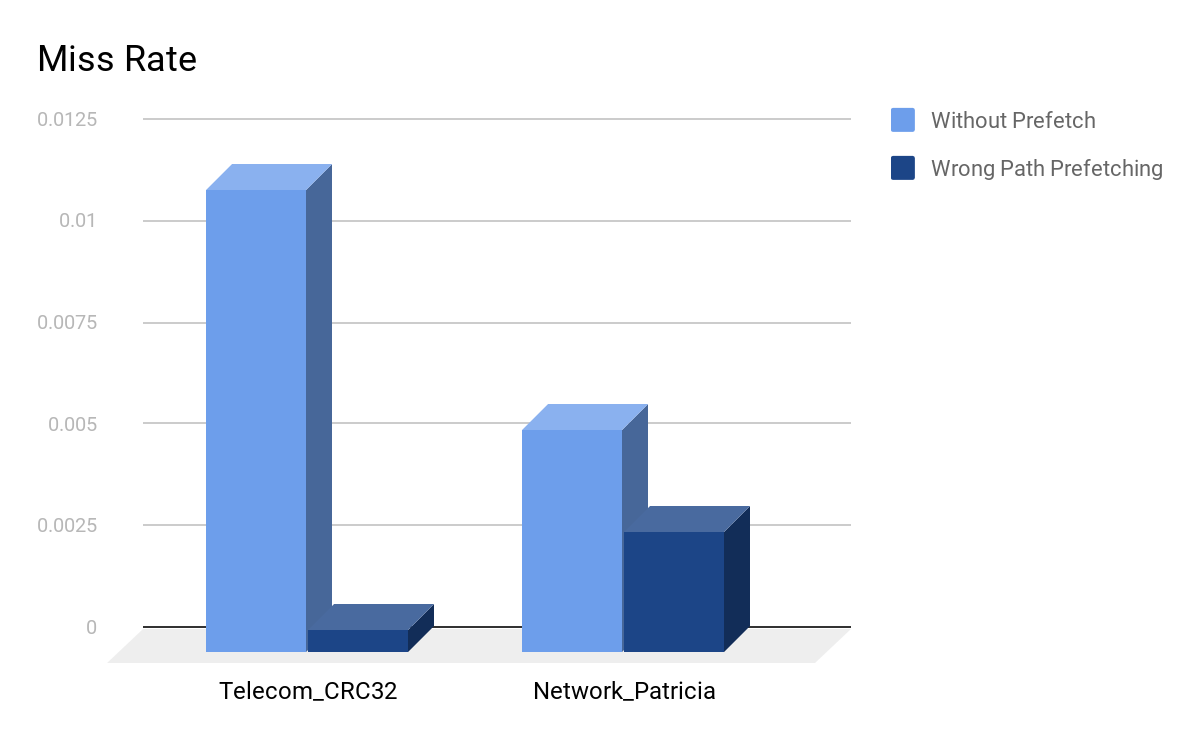 Miss Rate
0.0125
0.01
0.0075
0.005
0.0025
0
Without Prefetch
Wrong Path Prefetching
Telecom_CRC32
Network_Patricia